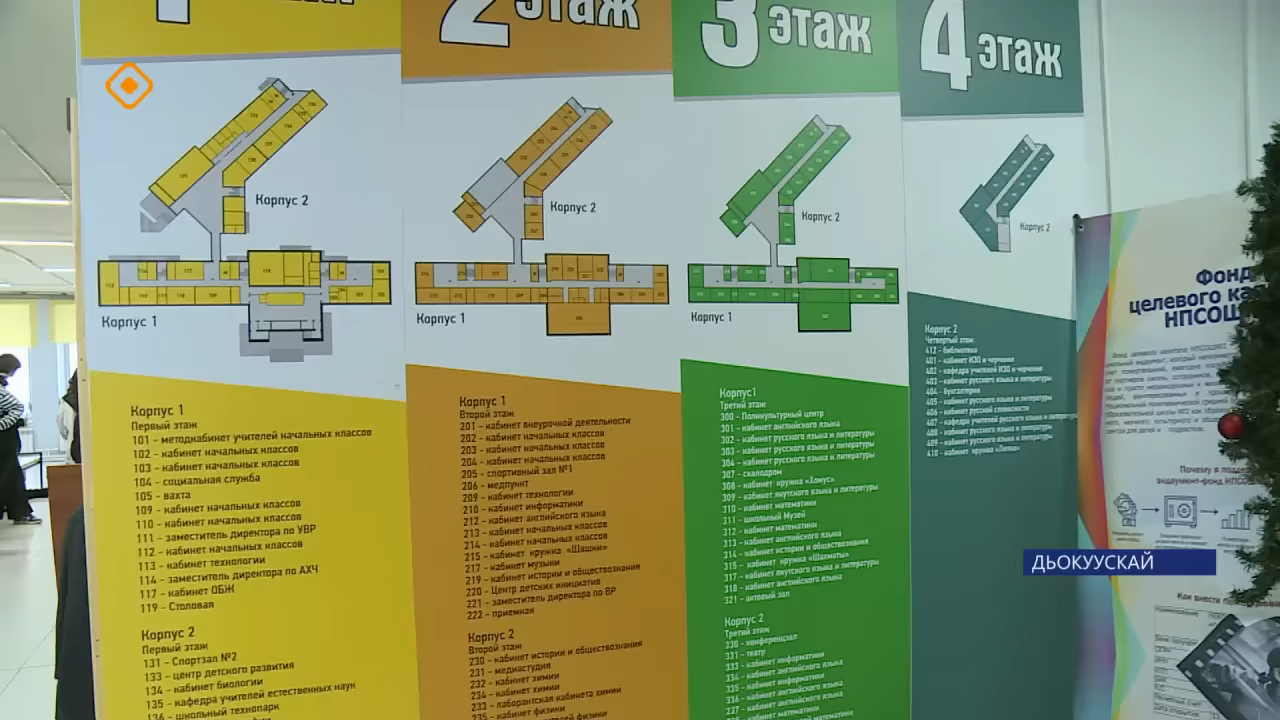 1
2 этаж
3 этаж
4 этаж
Корпус 2
Корпус 1
Корпус 1
Первый этаж
101 - методкабинет учителей начальных классов
102 - кабинет начальных классов
103 - кабинет начальных классов
104 - социальная служба
105 - вахта
109 - кабинет начальных классов
110 - кабинет начальных классов
111 - заместитель директора по УВР
112 - кабинет начальных классов
113 - кабинет технологии
114 - заместитель директора по АХЧ
117 - кабинет ОБЖ
119 - Столовая
Корпус 2
Первый этаж
131 - Спортзал №2
133 - центр детского развития
134 - кабинет биологии
135 - кафедра учителей естественных наук
136 - школьный технопарк
Корпус 2
Корпус 1
Корпус 1
Второй этаж
201 - кабинет внеурочной деятельности
202 - кабинет начальных классов
203 - кабинет начальных классов
204 - кабинет начальных классов
205 - спортивный зал №1
206 - медпункт
209 - кабинет технологии
210 - кабинет информатики
212 - кабинет английского языка
213 - кабинет начальных классов
214 - кабинет начальных классов
215 - кабинет кружка «Шашки»
217 - кабинет музыки
219 - кабинет истории и обществознания
220 - Центр детских инициатив
221 - заместитель директора по ВР
222 - приемная
Корпус 2
Второй этаж
230 - кабинет истории и обществознания
231 - медиастудия
232 - кабинет химии
234 - кабинет химии
233 - лаборантская кабинета химии
235 - кабинет физики
Корпус 2
Корпус 1
Корпус1
Третий этаж
300 - Поликультурный центр
301 - кабинет английского языка
302 - кабинет русского языка и литературы
303 - кабинет русского языка и литературы
304 - кабинет русского языка и литературы
307 - скалодром
308 - кабинет кружка «Хомус»
309 - кабинет якутского языка и литературы
310 - кабинет математики
311 - школьный Музей
312 - кабинет математики
313 - кабинет английского языка
314 - кабинет истории и обществознания
315 - кабинет кружка «Шахматы»
317 - кабинет якутского языка и литературы
318 - кабинет английского языка
321 - актовый зал
Корпус 2
Третий этаж
330 - конференцзал
331 - театр
333 - кабинет информатики
334 - кабинет английского языка
335 - кабинет информатики
336 - кабинет английского языка
237 - кабинет математики
Корпус 2
Корпус 2
Четвертый этаж
412 - библиотека
401 - кабинет ИЗО и черчения
402 - кафедра учителей ИЗО и черчения
403 - кабинет русского языка и литературы
404 - бухгалтерия
405 - кабинет русского языка и литературы
406 - кабинет русской словесности
407 - кафедра учителей русского языка и литературы
408 - кабинет русского языка и литературы
409 - кабинет русского языка и литературы
410 - кабинет кружка «Лепка»
Фонд
целевого
НПСОШ
Почему я
эндаумент-фонд
Как внести
ДЬОКУУСКАЙ